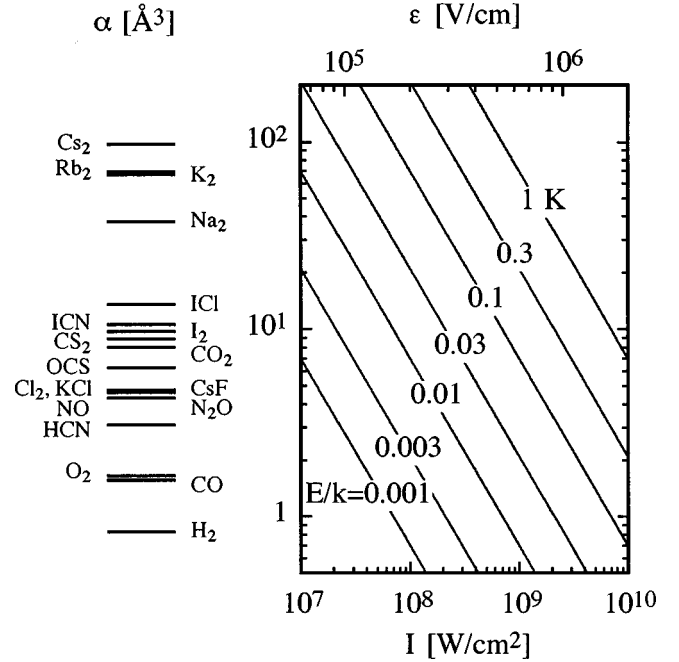 α [Å³]
ε [V/cm]
10⁵
10⁶
Cs₂
Rb₂
K₂
Na₂
ICl
ICN
I₂
CS₂
CO₂
OCS
Cl₂, KCl
CsF
NO
N₂O
HCN
O₂
CO
H₂
10²
10¹
1
1 K
0.3
0.1
0.03
0.01
0.003
E/k=0.001
10⁷
10⁸
10⁹
10¹⁰
I [W/cm²]